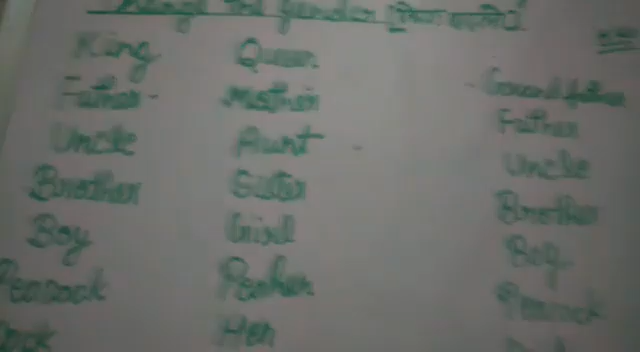 gender
King Queen
Father Mother Grandfather
Uncle Aunt Father
Brother Sister Uncle
Boy Girl Brother
Peacock Peahen Boy
Hen Peacock